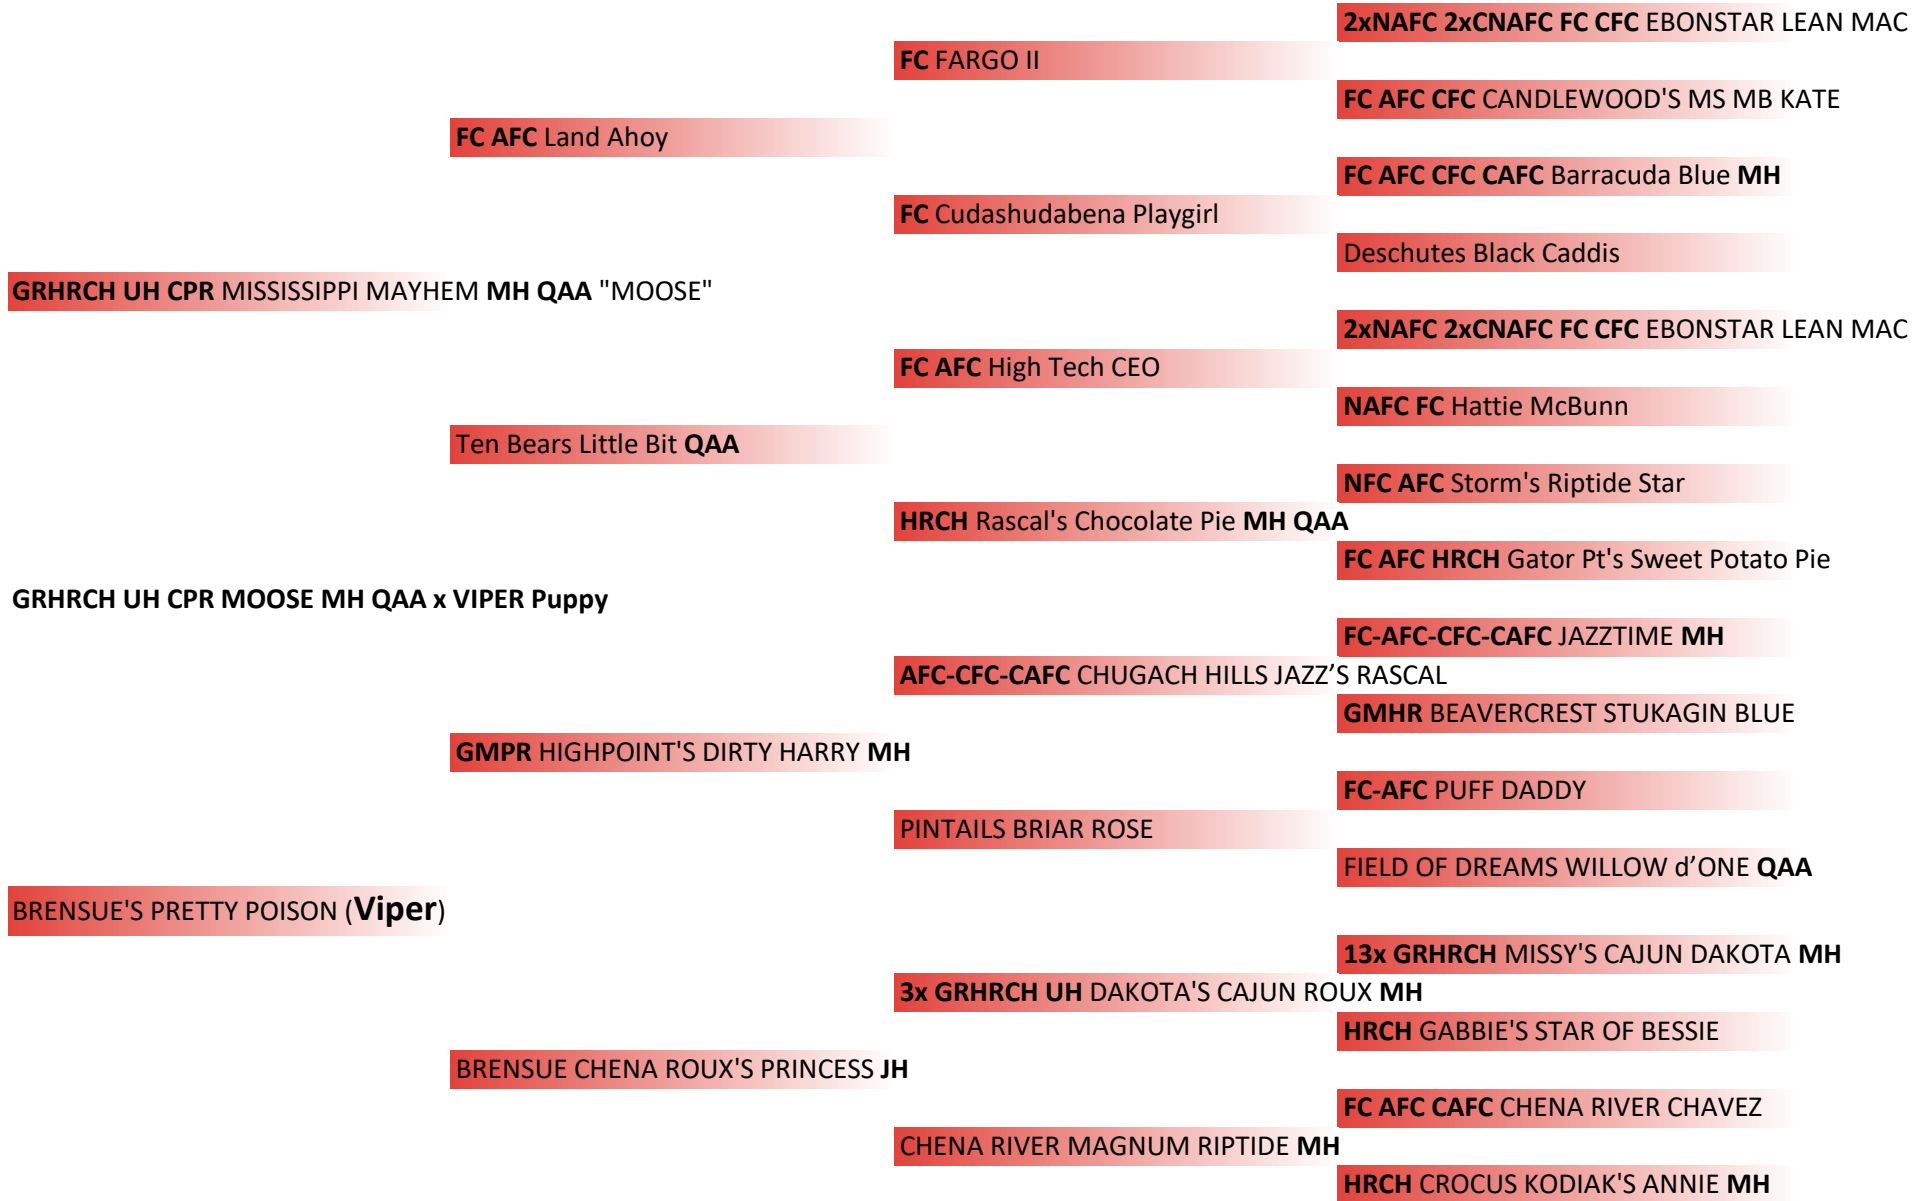 2xNAFC 2xCNAFC FC CFC EBONSTAR LEAN MAC
FC FARGO II
FC AFC CFC CANDLEWOOD'S MS MB KATE
FC AFC Land Ahoy
FC AFC CFC CAFC Barracuda Blue MH
FC Cudashudabena Playgirl
Deschutes Black Caddis
GRHRCH UH CPR MISSISSIPPI MAYHEM MH QAA "MOOSE"
2xNAFC 2xCNAFC FC CFC EBONSTAR LEAN MAC
FC AFC High Tech CEO
NAFC FC Hattie McBunn
Ten Bears Little Bit QAA
NFC AFC Storm's Riptide Star
HRCH Rascal's Chocolate Pie MH QAA
FC AFC HRCH Gator Pt's Sweet Potato Pie
GRHRCH UH CPR MOOSE MH QAA x VIPER Puppy
FC-AFC-CFC-CAFC JAZZTIME MH
AFC-CFC-CAFC CHUGACH HILLS JAZZ’S RASCAL
GMHR BEAVERCREST STUKAGIN BLUE
GMPR HIGHPOINT'S DIRTY HARRY MH
FC-AFC PUFF DADDY
PINTAILS BRIAR ROSE
FIELD OF DREAMS WILLOW d’ONE QAA
BRENSUE'S PRETTY POISON (Viper)
13x GRHRCH MISSY'S CAJUN DAKOTA MH
3x GRHRCH UH DAKOTA'S CAJUN ROUX MH
HRCH GABBIE'S STAR OF BESSIE
BRENSUE CHENA ROUX'S PRINCESS JH
FC AFC CAFC CHENA RIVER CHAVEZ
CHENA RIVER MAGNUM RIPTIDE MH
HRCH CROCUS KODIAK'S ANNIE MH